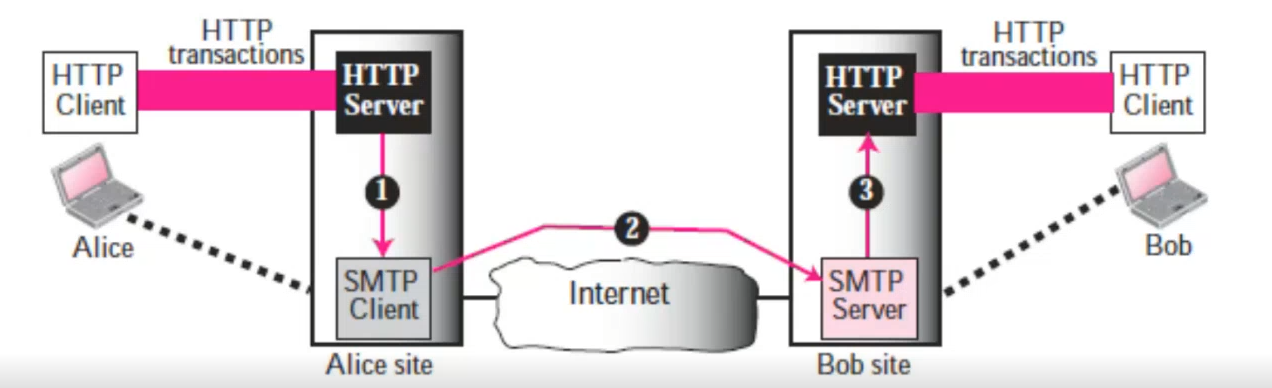 HTTP
transactions
HTTP
Client
HTTP
Server
1
SMTP
Client
Alice
Alice site
2
Internet
HTTP
transactions
HTTP
Server
HTTP
Client
3
SMTP
Server
Bob
Bob site